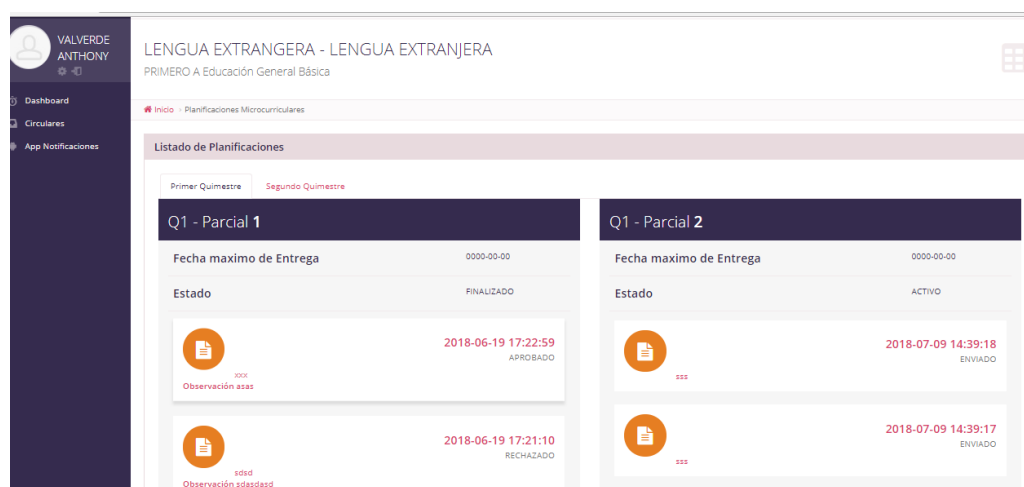 VALVERDE
ANTHONY
Dashboard
Circulares
App Notificaciones
LENGUA EXTRANGERA - LENGUA EXTRANJERA
PRIMERO A Educación General Básica
Inicio > Planificaciones Microcurriculares
Listado de Planificaciones
Primer Quimestre Segundo Quimestre
Q1 - Parcial 1
Fecha maximo de Entrega 0000-00-00
Estado FINALIZADO
2018-06-19 17:22:59
APROBADO
xxx
Observación asas
2018-06-19 17:21:10
RECHAZADO
sdsd
Observación sdasdasd
Q1 - Parcial 2
Fecha maximo de Entrega 0000-00-00
Estado ACTIVO
2018-07-09 14:39:18
ENVIADO
sss
2018-07-09 14:39:17
ENVIADO
sss